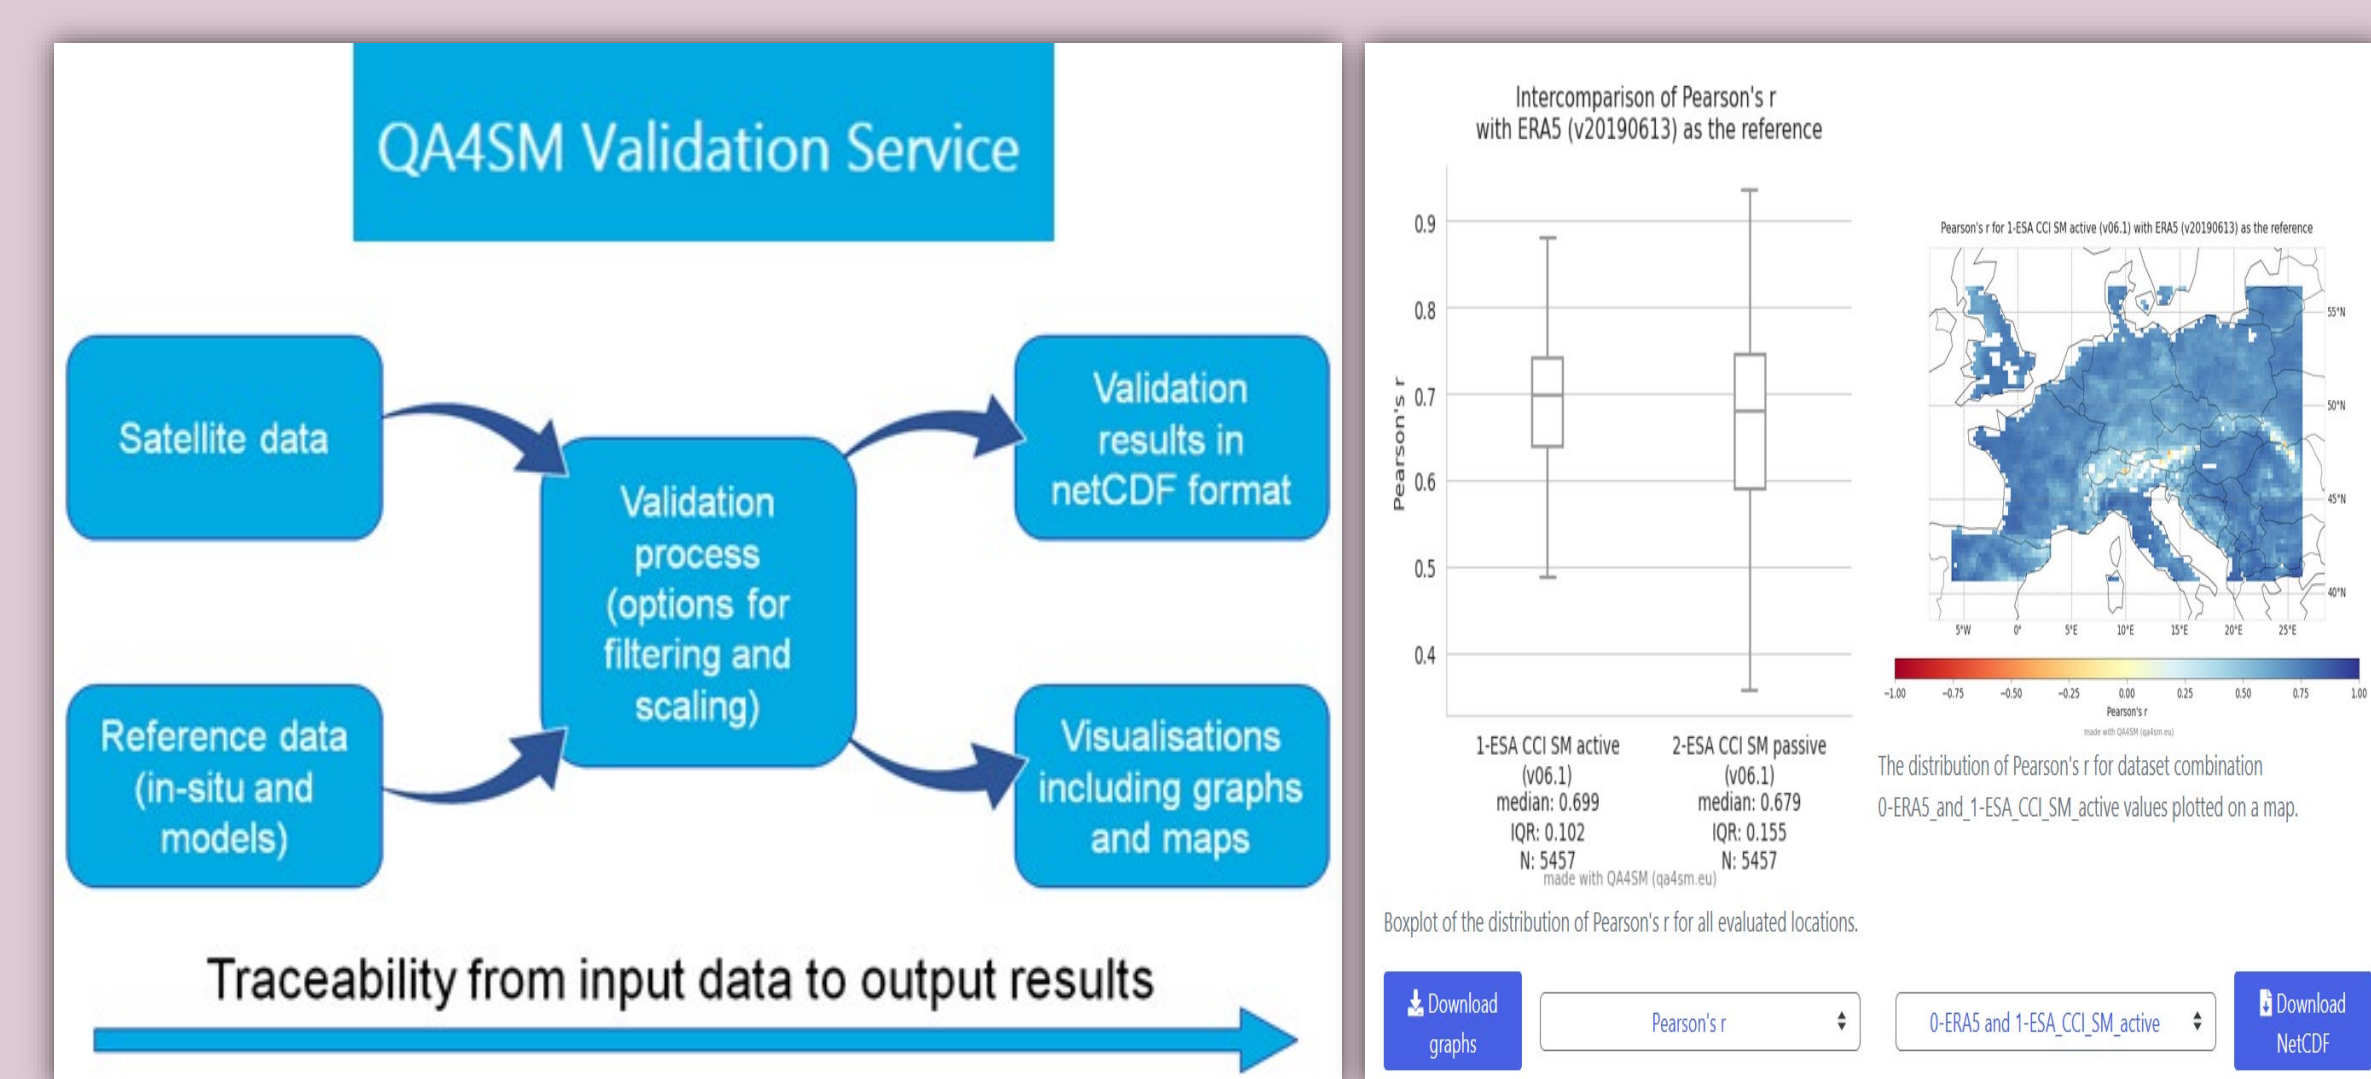 QA4SM Validation Service
Satellite data
Reference data
(in-situ and
models)
Validation
process
(options for
filtering and
scaling)
Validation
results in
netCDF format
Visualisations
including graphs
and maps
Traceability from input data to output results
Intercomparison of Pearson's r
with ERA5 (v20190613) as the reference
Pearson's r
0.9
0.8
0.7
0.6
0.5
0.4
1-ESA CCI SM active
(v06.1)
median: 0.699
IQR: 0.102
N: 5457
2-ESA CCI SM passive
(v06.1)
median: 0.679
IQR: 0.155
N: 5457
made with QA4SM (qa4sm.eu)
Boxplot of the distribution of Pearson's r for all evaluated locations.
Pearson's r for 1-ESA CCI SM active (v06.1) with ERA5 (v20190613) as the reference
55°N
50°N
45°N
40°N
5°W 0° 5°E 10°E 15°E 20°E 25°E
−1.00 −0.75 −0.50 −0.25 0.00 0.25 0.50 0.75 1.00
Pearson's r
made with QA4SM (qa4sm.eu)
The distribution of Pearson's r for dataset combination
0-ERA5_and_1-ESA_CCI_SM_active values plotted on a map.
Download
graphs
Pearson's r
0-ERA5 and 1-ESA_CCI_SM_active
Download
NetCDF